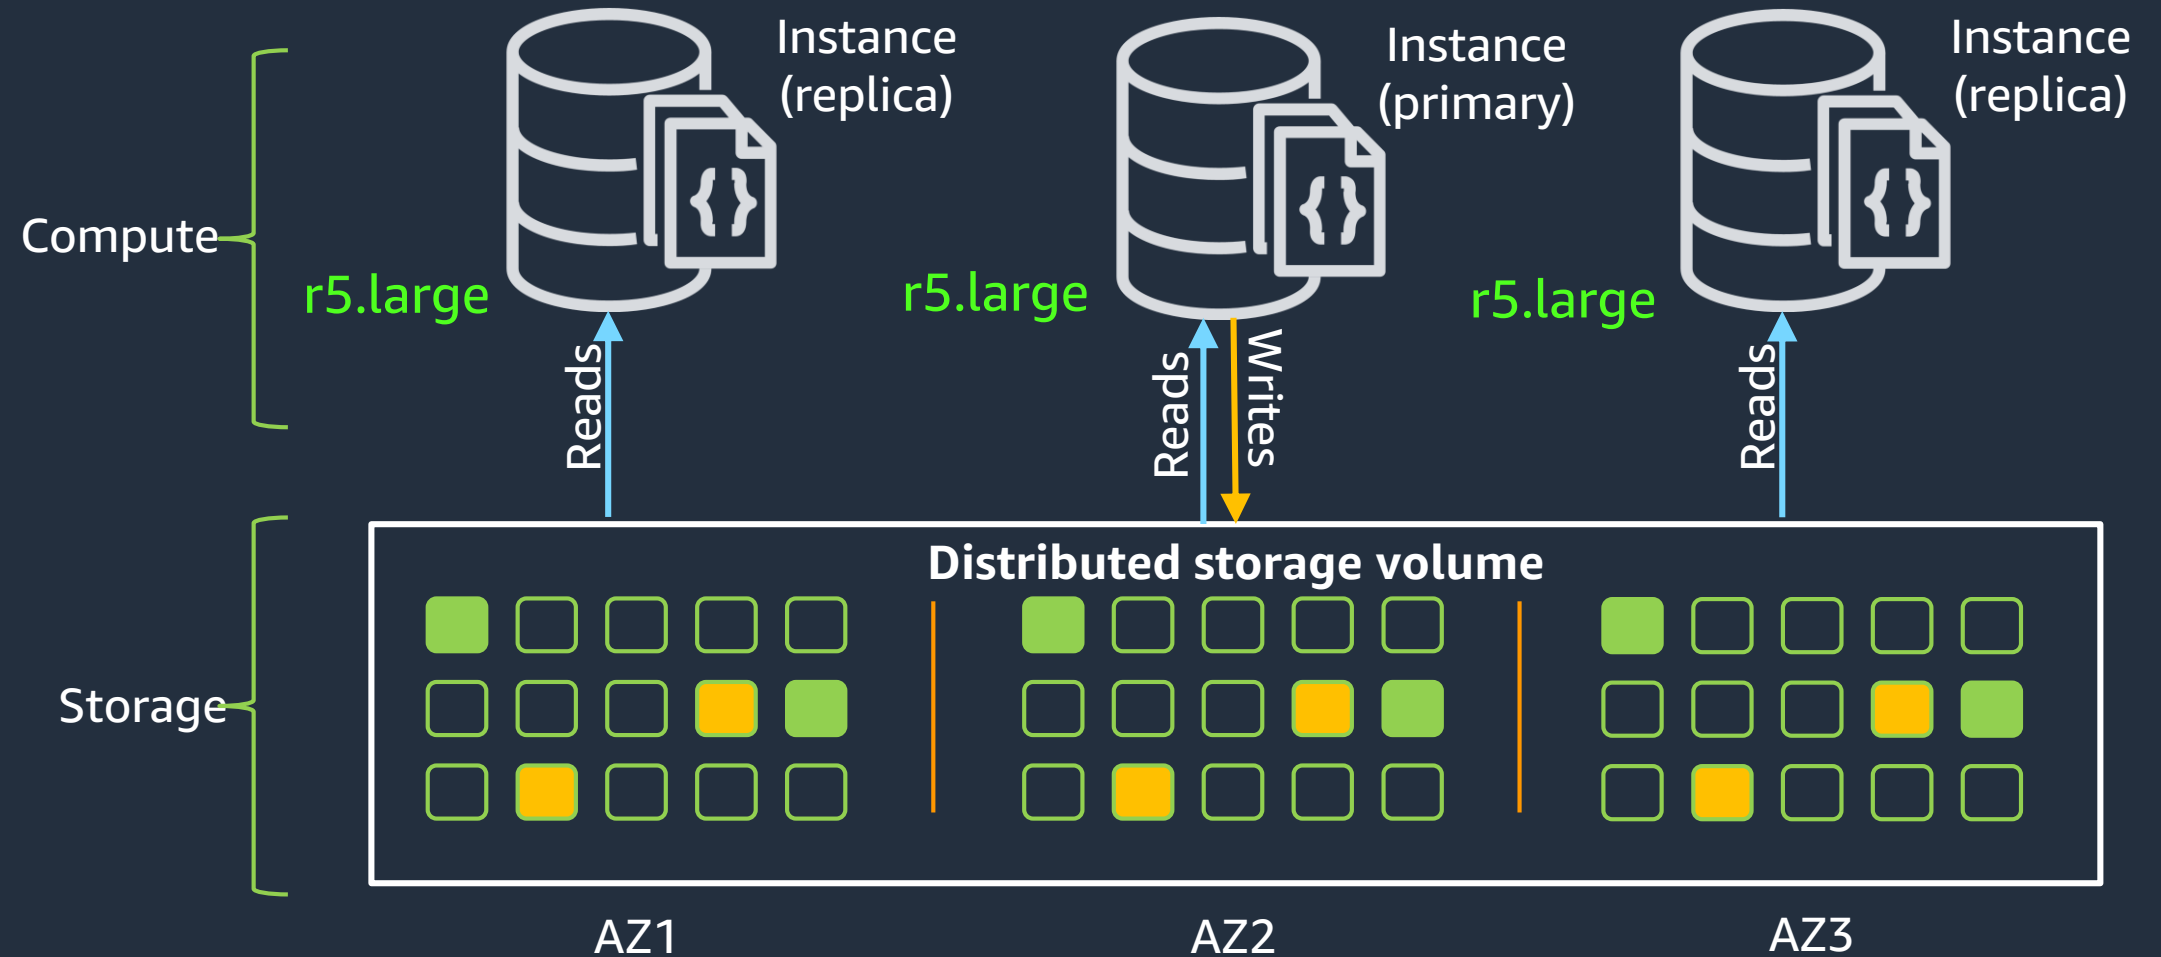 Instance
(replica)
Instance
(primary)
Instance
(replica)
Compute
r5.large
r5.large
r5.large
Reads
Reads
Writes
Reads
Distributed storage volume
Storage
AZ1
AZ2
AZ3